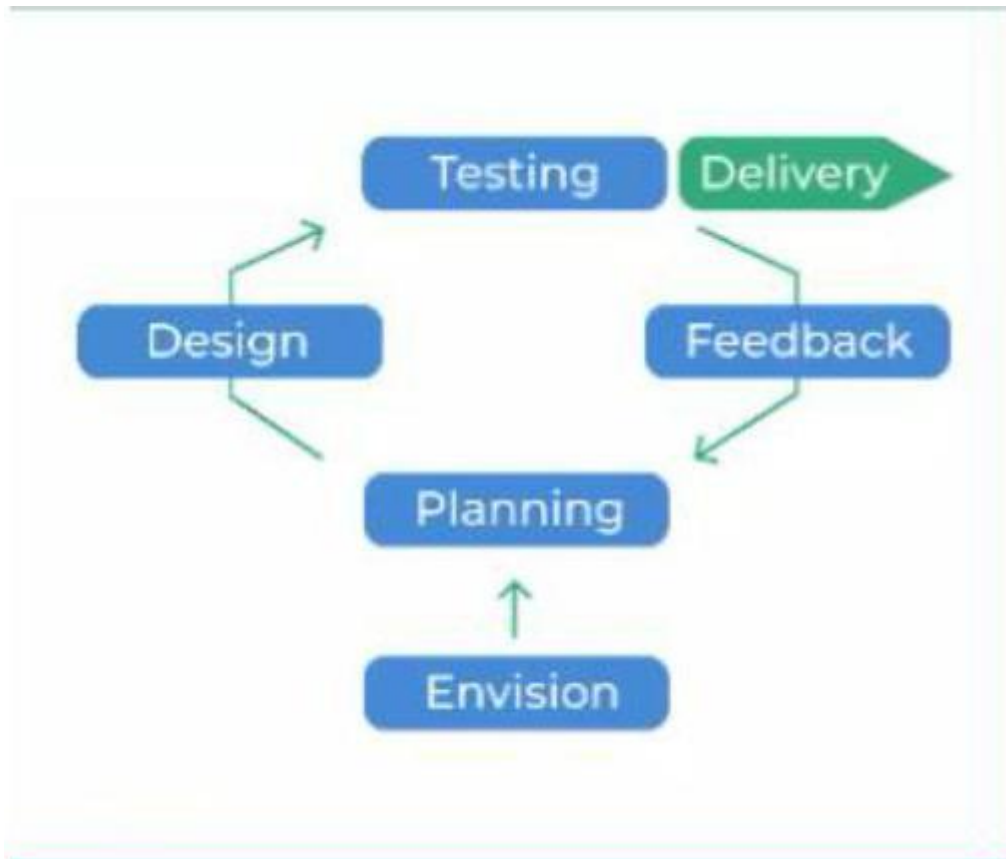 Testing
Delivery
Design
Feedback
Planning
Envision